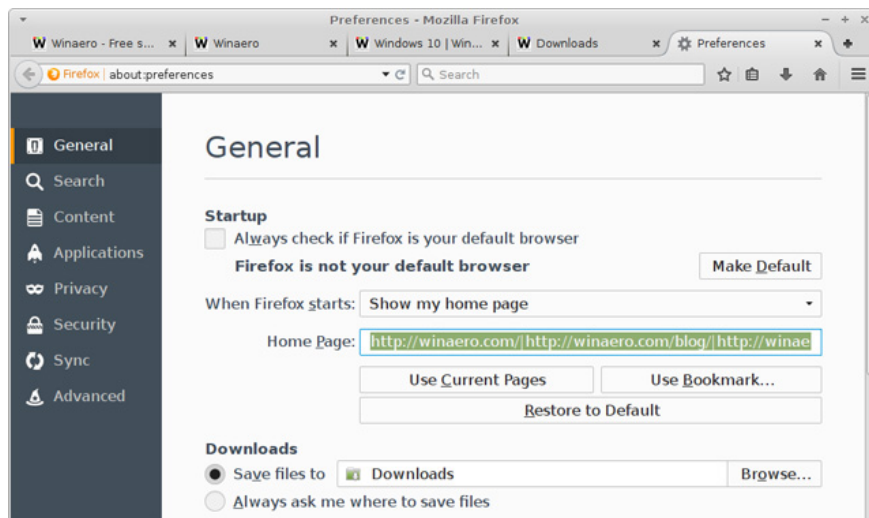 Preferences - Mozilla Firefox
Winaero - Free s... Winaero Windows 10 | Win... Downloads Preferences
Firefox about:preferences Search
General
General
Search
Content
Applications
Privacy
Security
Sync
Advanced
Startup
Always check if Firefox is your default browser
Firefox is not your default browser Make Default
When Firefox starts: Show my home page
Home Page: http://winaero.com/|http://winaero.com/blog/|http://winae
Use Current Pages Use Bookmark...
Restore to Default
Downloads
Save files to Downloads Browse...
Always ask me where to save files